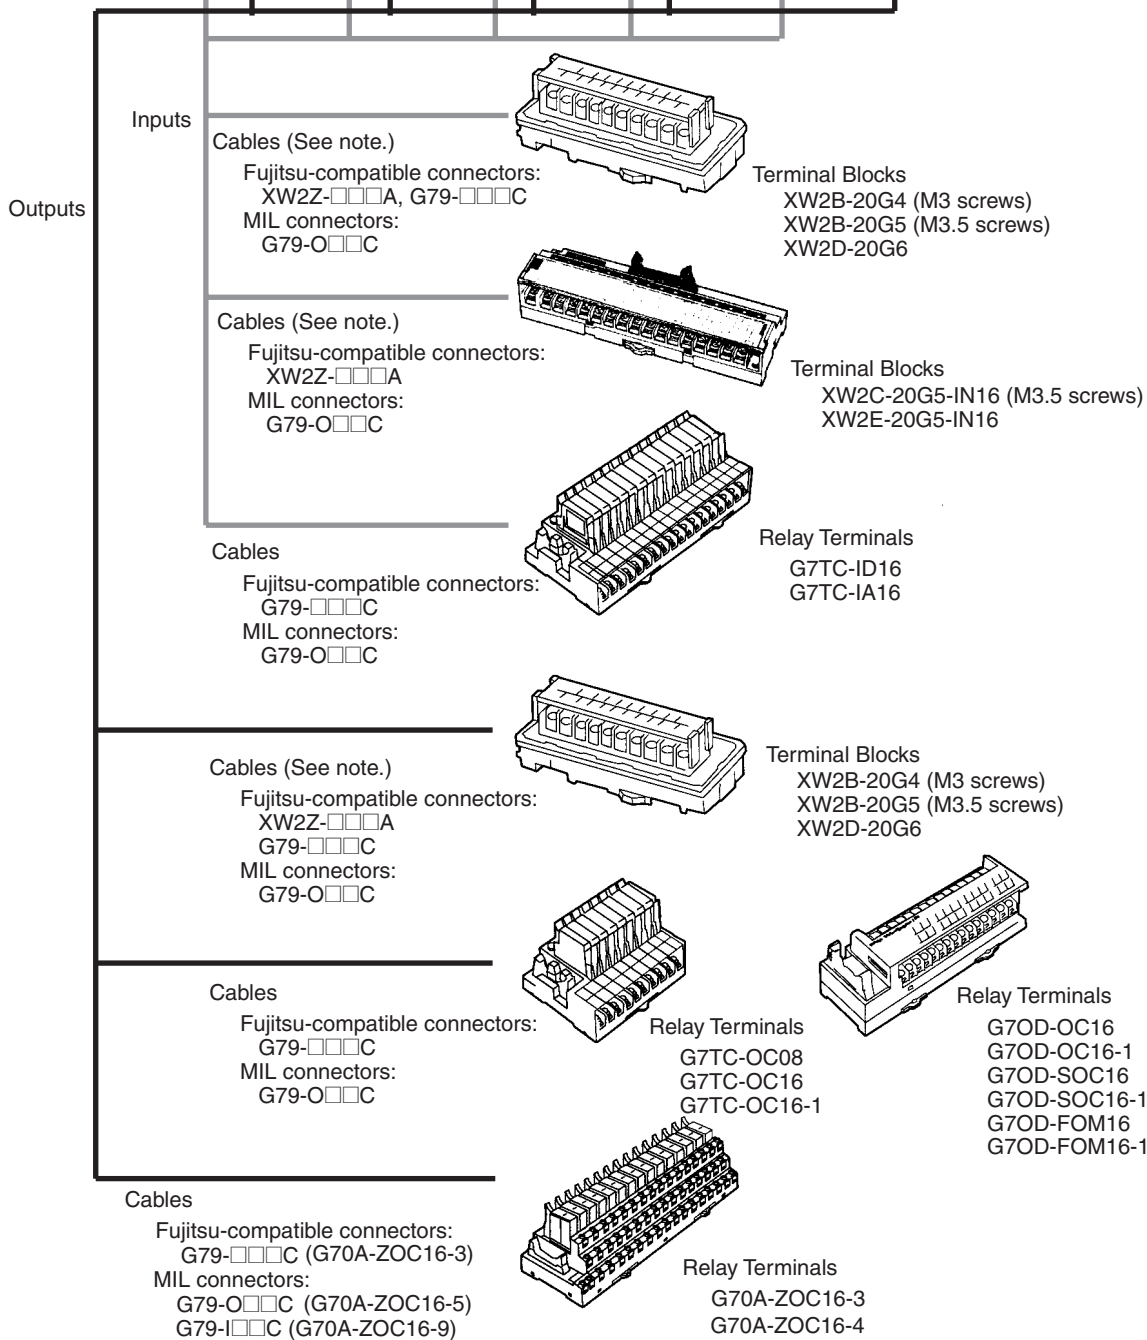 Inputs
Outputs
Cables (See note.)
Fujitsu-compatible connectors:
XW2Z-□□□A, G79-□□□C
MIL connectors:
G79-O□□C
Terminal Blocks
XW2B-20G4 (M3 screws)
XW2B-20G5 (M3.5 screws)
XW2D-20G6
Cables (See note.)
Fujitsu-compatible connectors:
XW2Z-□□□A
MIL connectors:
G79-O□□C
Terminal Blocks
XW2C-20G5-IN16 (M3.5 screws)
XW2E-20G5-IN16
Cables
Fujitsu-compatible connectors:
G79-□□□C
MIL connectors:
G79-O□□C
Relay Terminals
G7TC-ID16
G7TC-IA16
Cables (See note.)
Fujitsu-compatible connectors:
XW2Z-□□□A
G79-□□□C
MIL connectors:
G79-O□□C
Terminal Blocks
XW2B-20G4 (M3 screws)
XW2B-20G5 (M3.5 screws)
XW2D-20G6
Cables
Fujitsu-compatible connectors:
G79-□□□C
MIL connectors:
G79-O□□C
Relay Terminals
G7TC-OC08
G7TC-OC16
G7TC-OC16-1
Relay Terminals
G7OD-OC16
G7OD-OC16-1
G7OD-SOC16
G7OD-SOC16-1
G7OD-FOM16
G7OD-FOM16-1
Cables
Fujitsu-compatible connectors:
G79-□□□C (G70A-ZOC16-3)
MIL connectors:
G79-O□□C (G70A-ZOC16-5)
G79-I□□C (G70A-ZOC16-9)
Relay Terminals
G70A-ZOC16-3
G70A-ZOC16-4